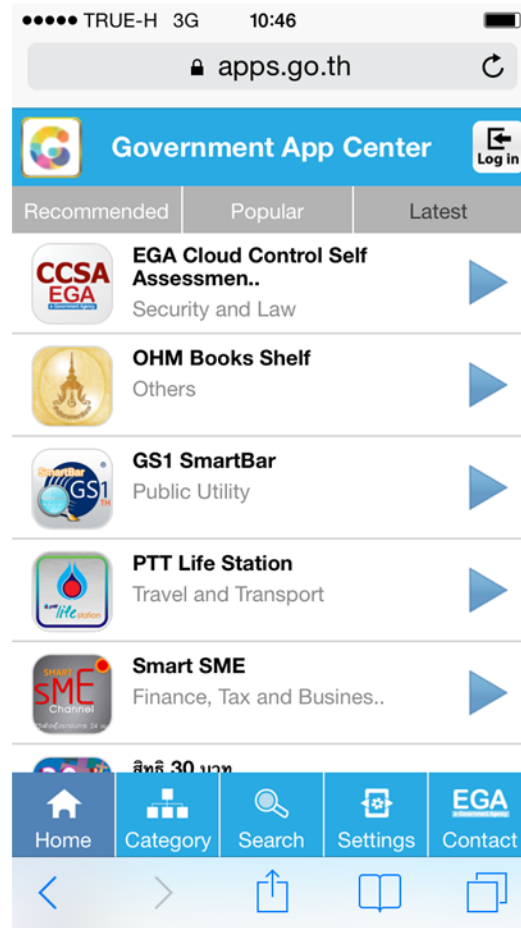 TRUE-H 3G 10:46
apps.go.th
Government App Center
Log in
Recommended Popular Latest
CCSA
EGA
e-Government Agency
EGA Cloud Control Self
Assessmen..
Security and Law
OHM Books Shelf
Others
SmartBar
GS1
TH
GS1 SmartBar
Public Utility
life station
PTT Life Station
Travel and Transport
SMART
SME
Channel
Smart SME
Finance, Tax and Busines..
สิทธิ 30 บาท
EGA
Home Category Search Settings Contact